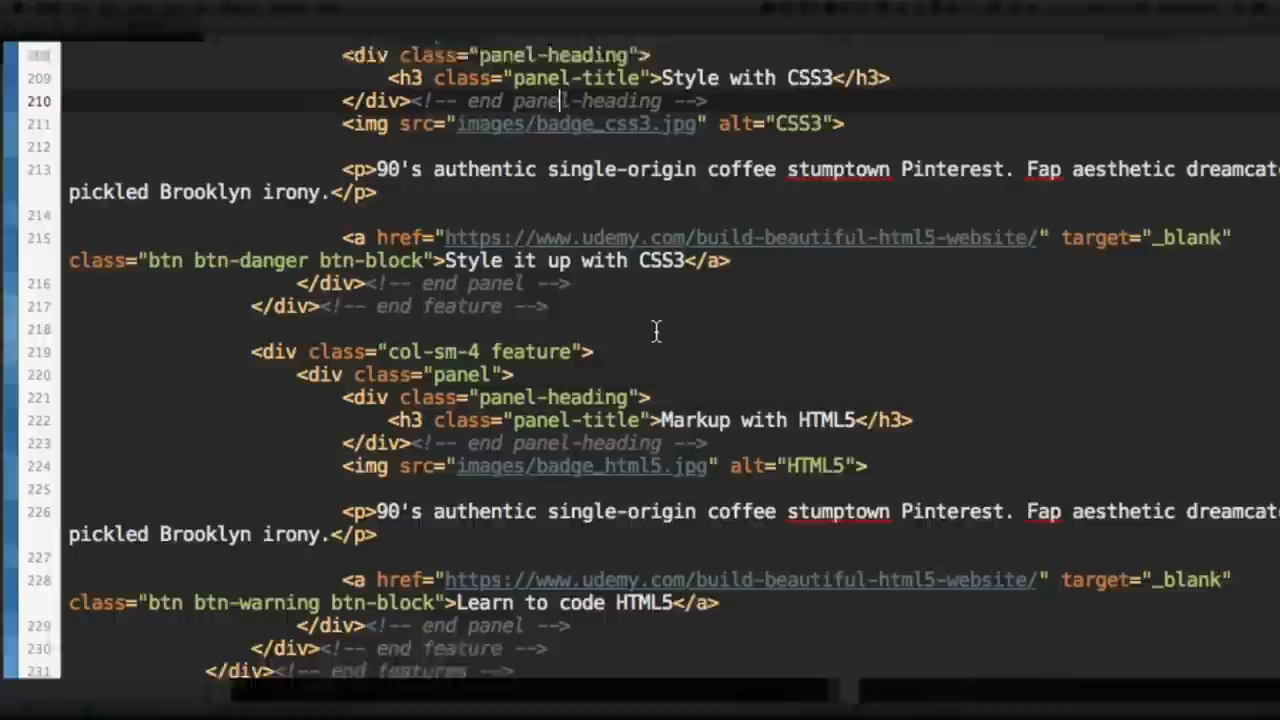 208 <div class="panel-heading">
209 <h3 class="panel-title">Style with CSS3</h3>
210 </div><!-- end panel-heading -->
211 <img src="images/badge_css3.jpg" alt="CSS3">
212
213 <p>90's authentic single-origin coffee stumptown Pinterest. Fap aesthetic dreamcat
pickled Brooklyn irony.</p>
214
215 <a href="https://www.udemy.com/build-beautiful-html5-website/" target="_blank"
class="btn btn-danger btn-block">Style it up with CSS3</a>
216 </div><!-- end panel -->
217 </div><!-- end feature -->
218
219 <div class="col-sm-4 feature">
220 <div class="panel">
221 <div class="panel-heading">
222 <h3 class="panel-title">Markup with HTML5</h3>
223 </div><!-- end panel-heading -->
224 <img src="images/badge_html5.jpg" alt="HTML5">
225
226 <p>90's authentic single-origin coffee stumptown Pinterest. Fap aesthetic dreamcat
pickled Brooklyn irony.</p>
227
228 <a href="https://www.udemy.com/build-beautiful-html5-website/" target="_blank"
class="btn btn-warning btn-block">Learn to code HTML5</a>
229 </div><!-- end panel -->
230 </div><!-- end feature -->
231 </div><!-- end features -->